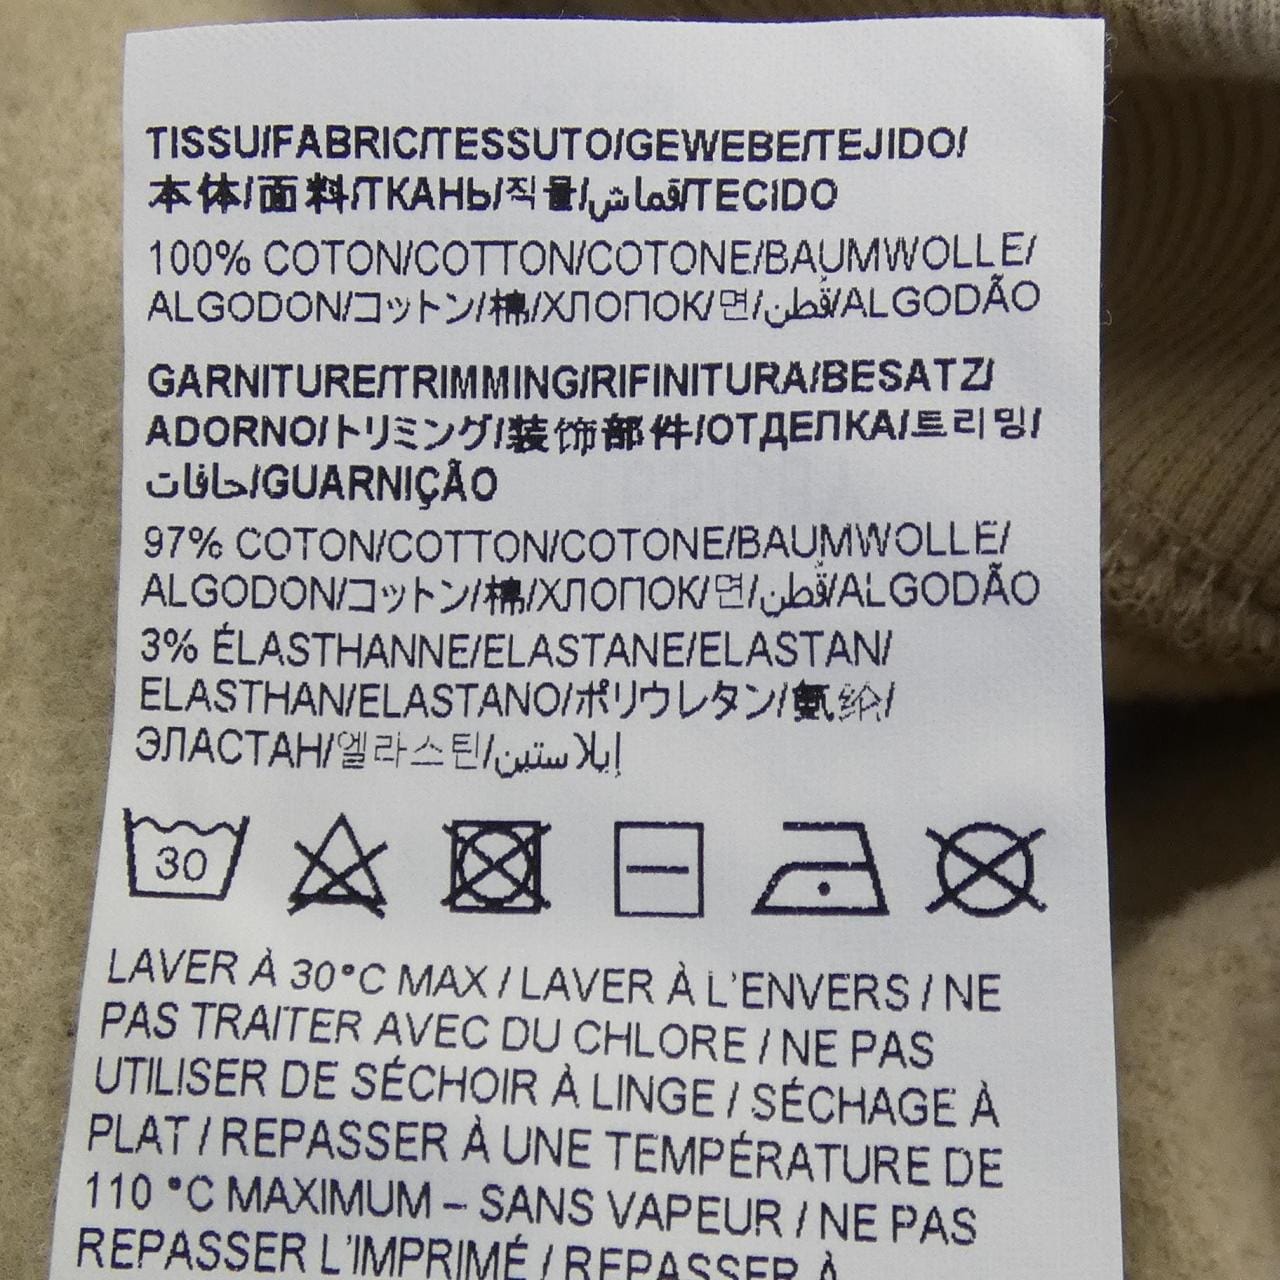 TISSU/FABRIC/TESSUTO/GEWEBE/TEJIDO/
本体/面料/ТКАНЬ/직물/قماش/TECIDO
100% COTON/COTTON/COTONE/BAUMWOLLE/
ALGODON/コットン/棉/ХЛОПОК/면/قطن/ALGODÃO
GARNITURE/TRIMMING/RIFINITURA/BESATZ/
ADORNO/トリミング/装饰部件/ОТДЕЛКА/트리밍/
حافات/GUARNIÇÃO
97% COTON/COTTON/COTONE/BAUMWOLLE/
ALGODON/コットン/棉/ХЛОПОК/면/قطن/ALGODÃO
3% ÉLASTHANNE/ELASTANE/ELASTAN/
ELASTHAN/ELASTANO/ポリウレタン/氨纶/
ЭЛАСТАН/엘라스틴/إيلاستين
30
LAVER À 30°C MAX / LAVER À L'ENVERS / NE
PAS TRAITER AVEC DU CHLORE / NE PAS
UTILISER DE SÉCHOIR À LINGE / SÉCHAGE À
PLAT / REPASSER À UNE TEMPÉRATURE DE
110 °C MAXIMUM – SANS VAPEUR / NE PAS
REPASSER L'IMPRIMÉ / REPASSER À